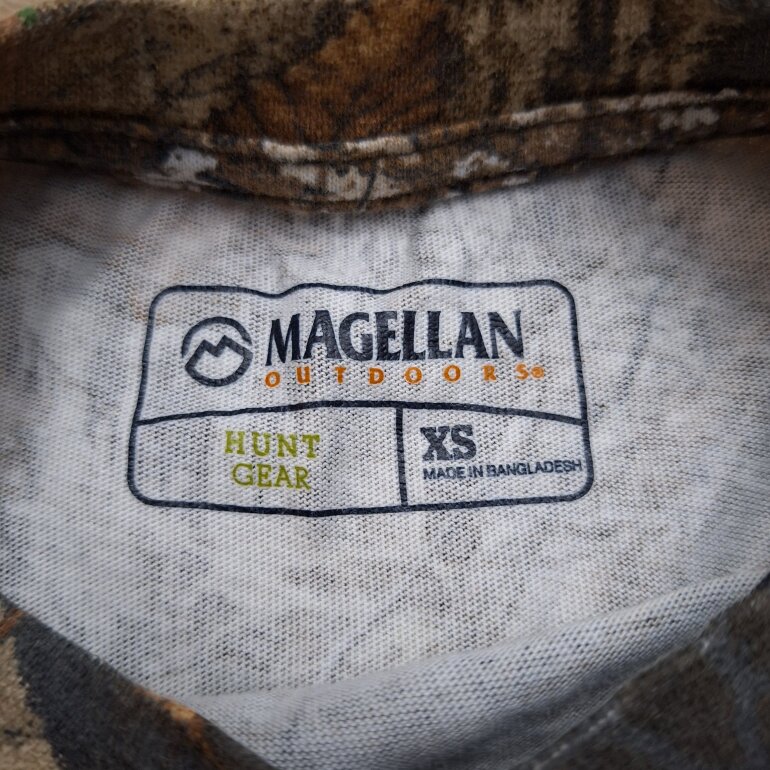 MAGELLAN
OUTDOORS®
HUNT
GEAR
XS
MADE IN BANGLADESH